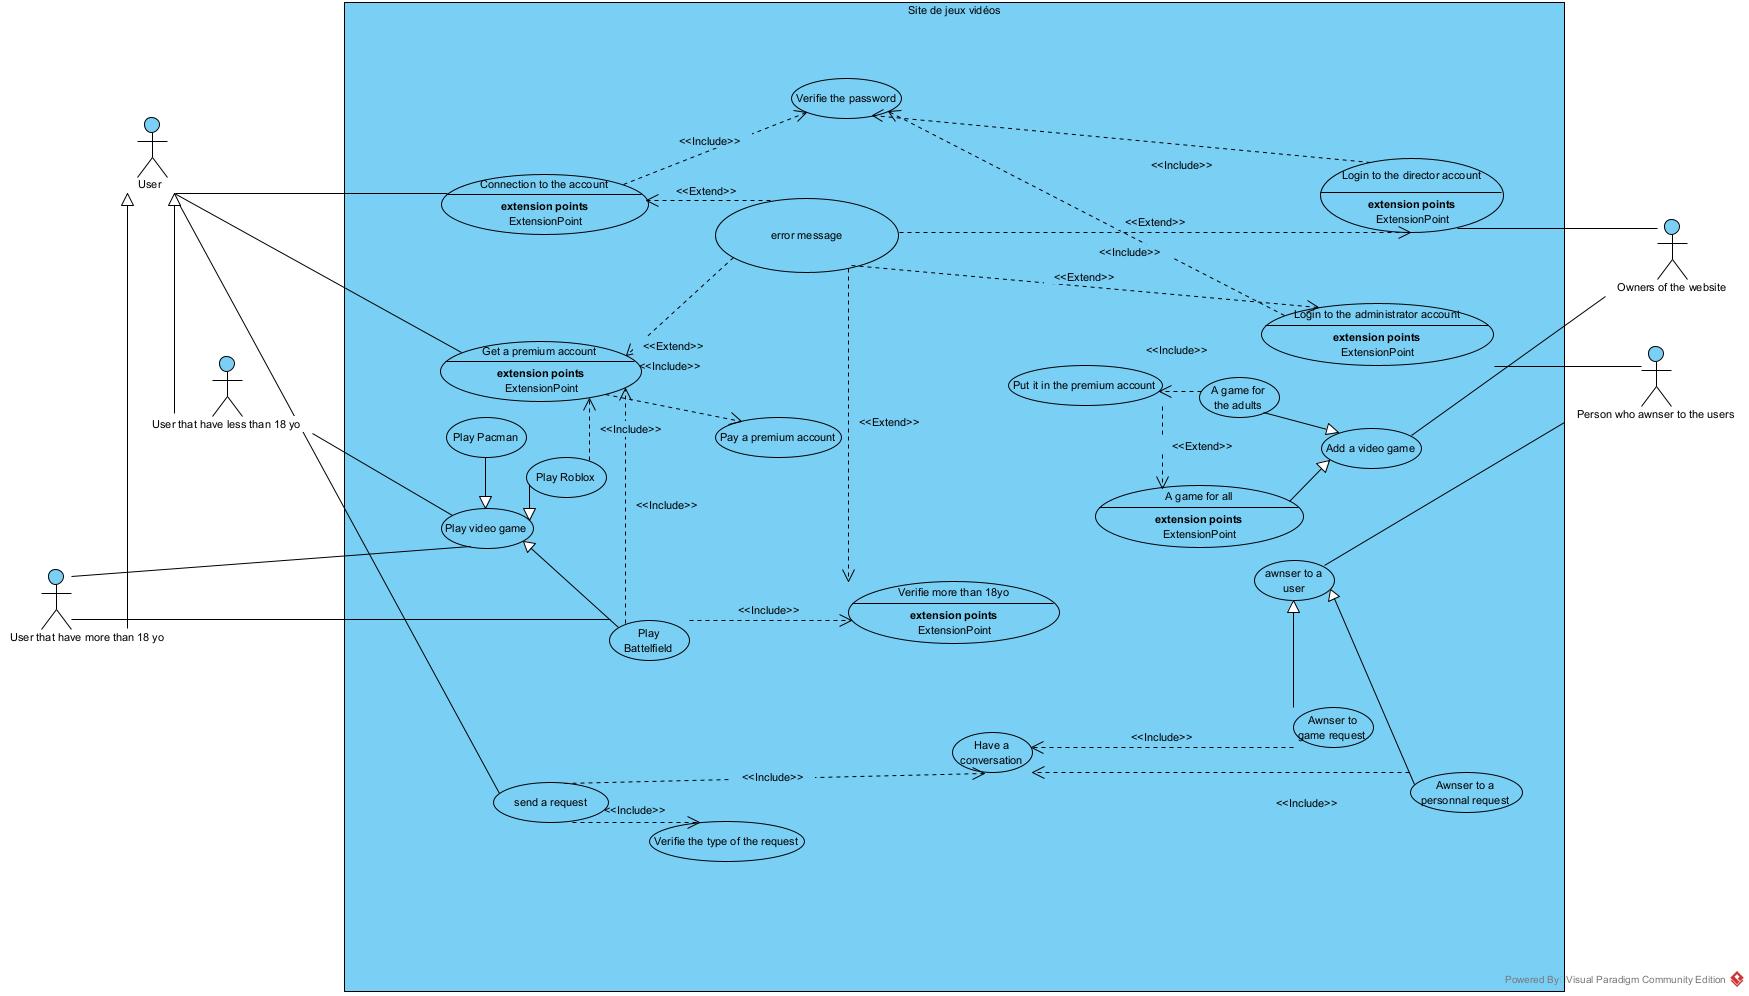 Site de jeux vidéos
Verifie the password
User
<<Include>>
<<Include>>
Connection to the account
extension points
ExtensionPoint
<<Extend>>
Login to the director account
extension points
ExtensionPoint
error message
<<Extend>>
<<Include>>
<<Extend>>
Owners of the website
Login to the administrator account
extension points
ExtensionPoint
Get a premium account
extension points
ExtensionPoint
<<Extend>>
<<Include>>
<<Include>>
Put it in the premium account
A game for
the adults
Person who awnser to the users
User that have less than 18 yo
Play Pacman
<<Include>>
Pay a premium account
<<Extend>>
<<Extend>>
Add a video game
Play Roblox
<<Include>>
A game for all
extension points
ExtensionPoint
Play video game
awnser to a
user
Verifie more than 18yo
extension points
ExtensionPoint
<<Include>>
User that have more than 18 yo
Play
Battelfield
Awnser to
game request
<<Include>>
Have a
conversation
<<Include>>
Awnser to a
personnal request
<<Include>>
send a request
<<Include>>
Verifie the type of the request
Powered By Visual Paradigm Community Edition